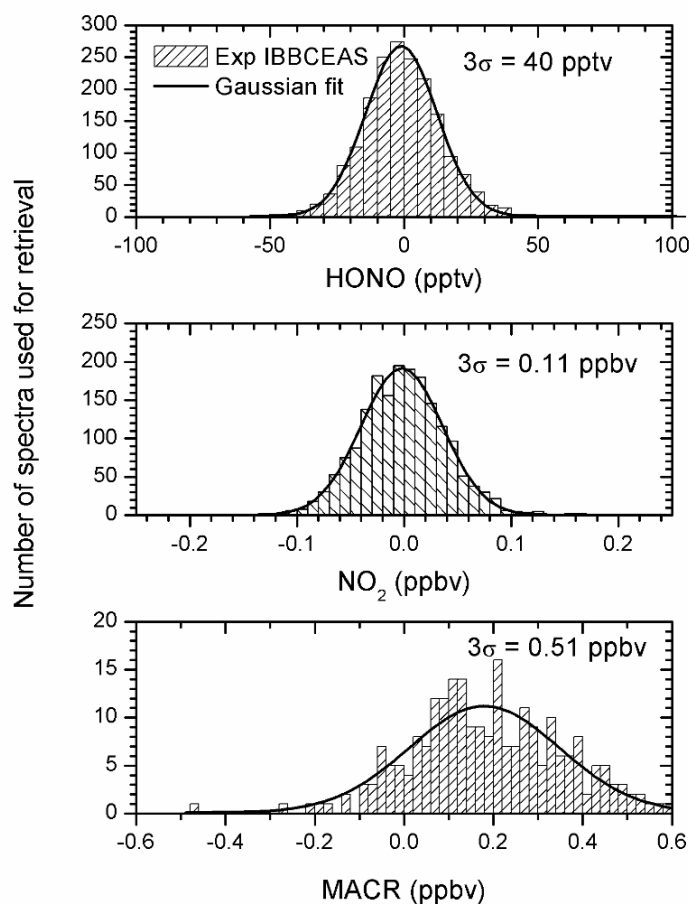 Number of spectra used for retrieval
300
250
200
150
100
50
0
Exp IBBCEAS
Gaussian fit
3σ = 40 pptv
-100 -50 0 50 100
HONO (pptv)
250
200
150
100
50
0
3σ = 0.11 ppbv
-0.2 -0.1 0.0 0.1 0.2
NO₂ (ppbv)
20
15
10
5
0
3σ = 0.51 ppbv
-0.6 -0.4 -0.2 0.0 0.2 0.4 0.6
MACR (ppbv)